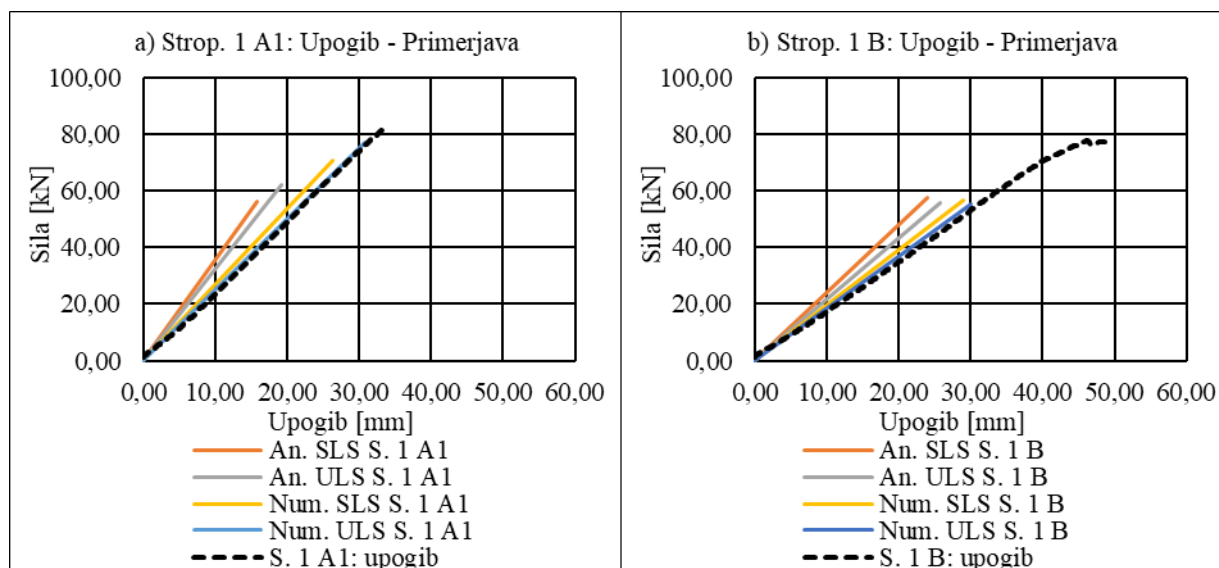 a) Strop. 1 A1: Upogib - Primerjava
100,00
80,00
60,00
40,00
20,00
0,00
Sila [kN]
0,00 10,00 20,00 30,00 40,00 50,00 60,00
Upogib [mm]
An. SLS S. 1 A1
An. ULS S. 1 A1
Num. SLS S. 1 A1
Num. ULS S. 1 A1
S. 1 A1: upogib
b) Strop. 1 B: Upogib - Primerjava
100,00
80,00
60,00
40,00
20,00
0,00
Sila [kN]
0,00 10,00 20,00 30,00 40,00 50,00 60,00
Upogib [mm]
An. SLS S. 1 B
An. ULS S. 1 B
Num. SLS S. 1 B
Num. ULS S. 1 B
S. 1 B: upogib